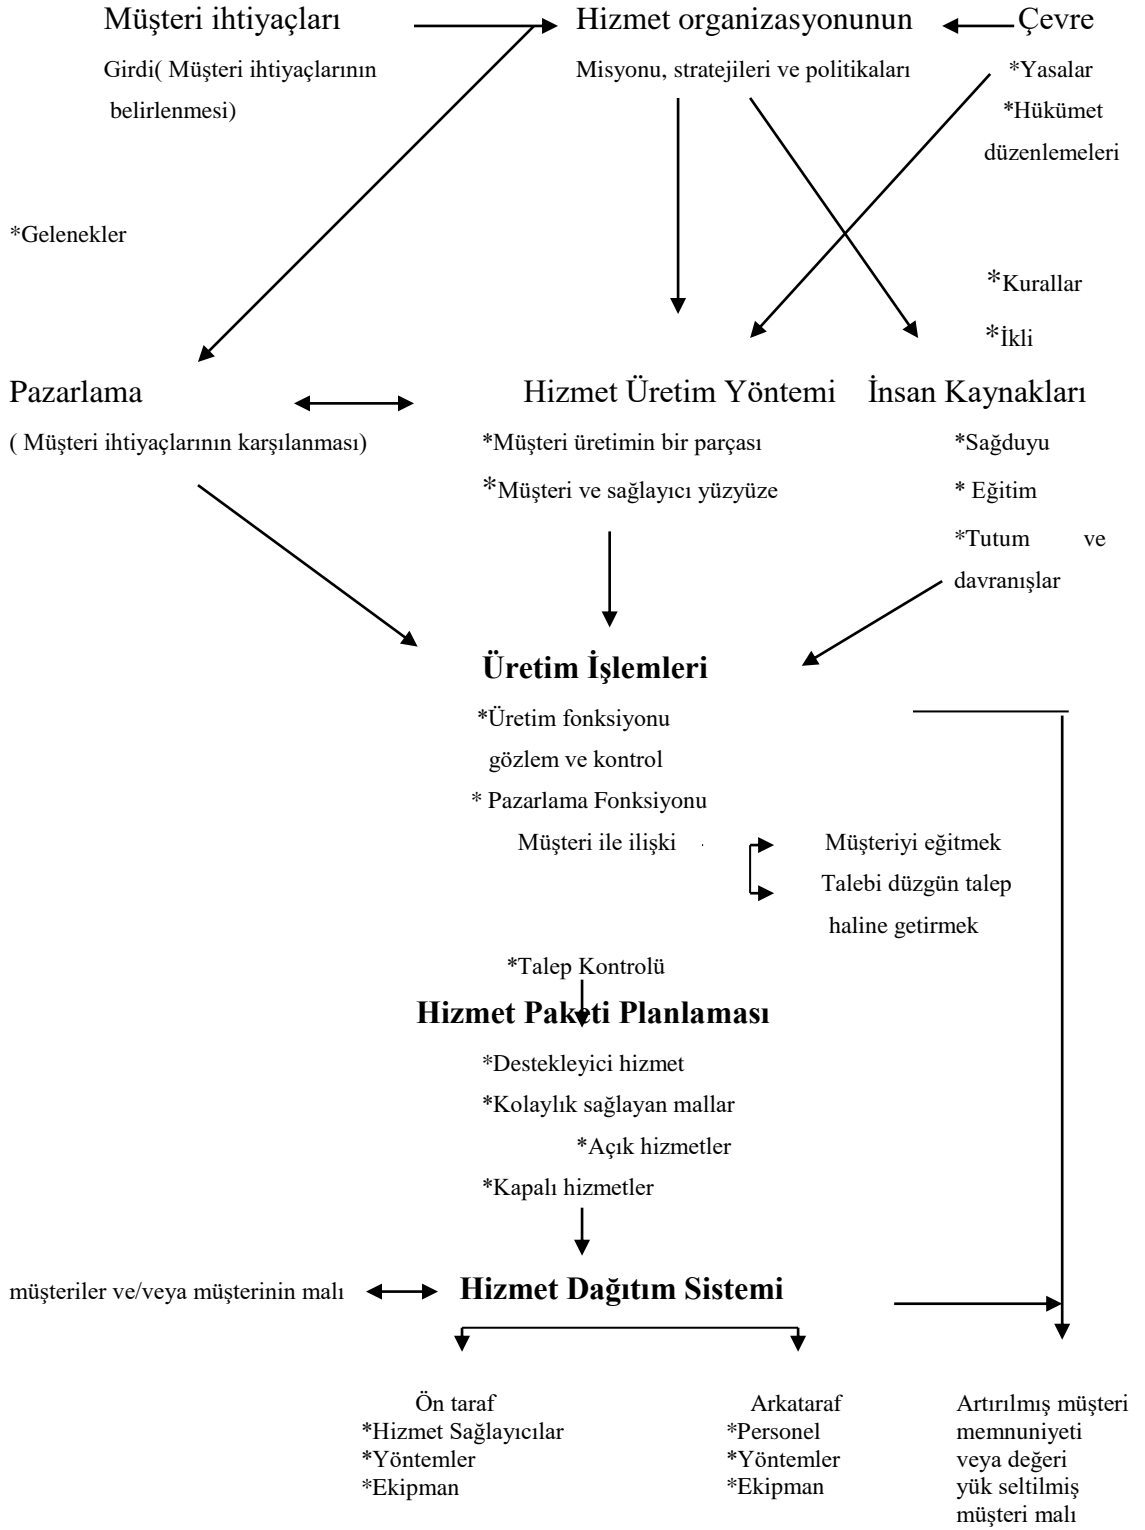 Müşteri ihtiyaçları Hizmet organizasyonunun Çevre
Girdi( Müşteri ihtiyaçlarının Misyonu, stratejileri ve politikaları *Yasalar
belirlenmesi) *Hükümet
düzenlemeleri
*Gelenekler
*Kurallar
*İkli
Pazarlama Hizmet Üretim Yöntemi İnsan Kaynakları
( Müşteri ihtiyaçlarının karşılanması) *Müşteri üretimin bir parçası *Sağduyu
*Müşteri ve sağlayıcı yüzyüze * Eğitim
*Tutum ve
davranışlar
Üretim İşlemleri
*Üretim fonksiyonu
gözlem ve kontrol
* Pazarlama Fonksiyonu
Müşteri ile ilişki Müşteriyi eğitmek
Talebi düzgün talep
haline getirmek
*Talep Kontrolü
Hizmet Paketi Planlaması
*Destekleyici hizmet
*Kolaylık sağlayan mallar
*Açık hizmetler
*Kapalı hizmetler
müşteriler ve/veya müşterinin malı Hizmet Dağıtım Sistemi
Ön taraf Arkataraf Artırılmış müşteri
*Hizmet Sağlayıcılar *Personel memnuniyeti
*Yöntemler *Yöntemler veya değeri
*Ekipman *Ekipman yük seltilmiş
müşteri malı